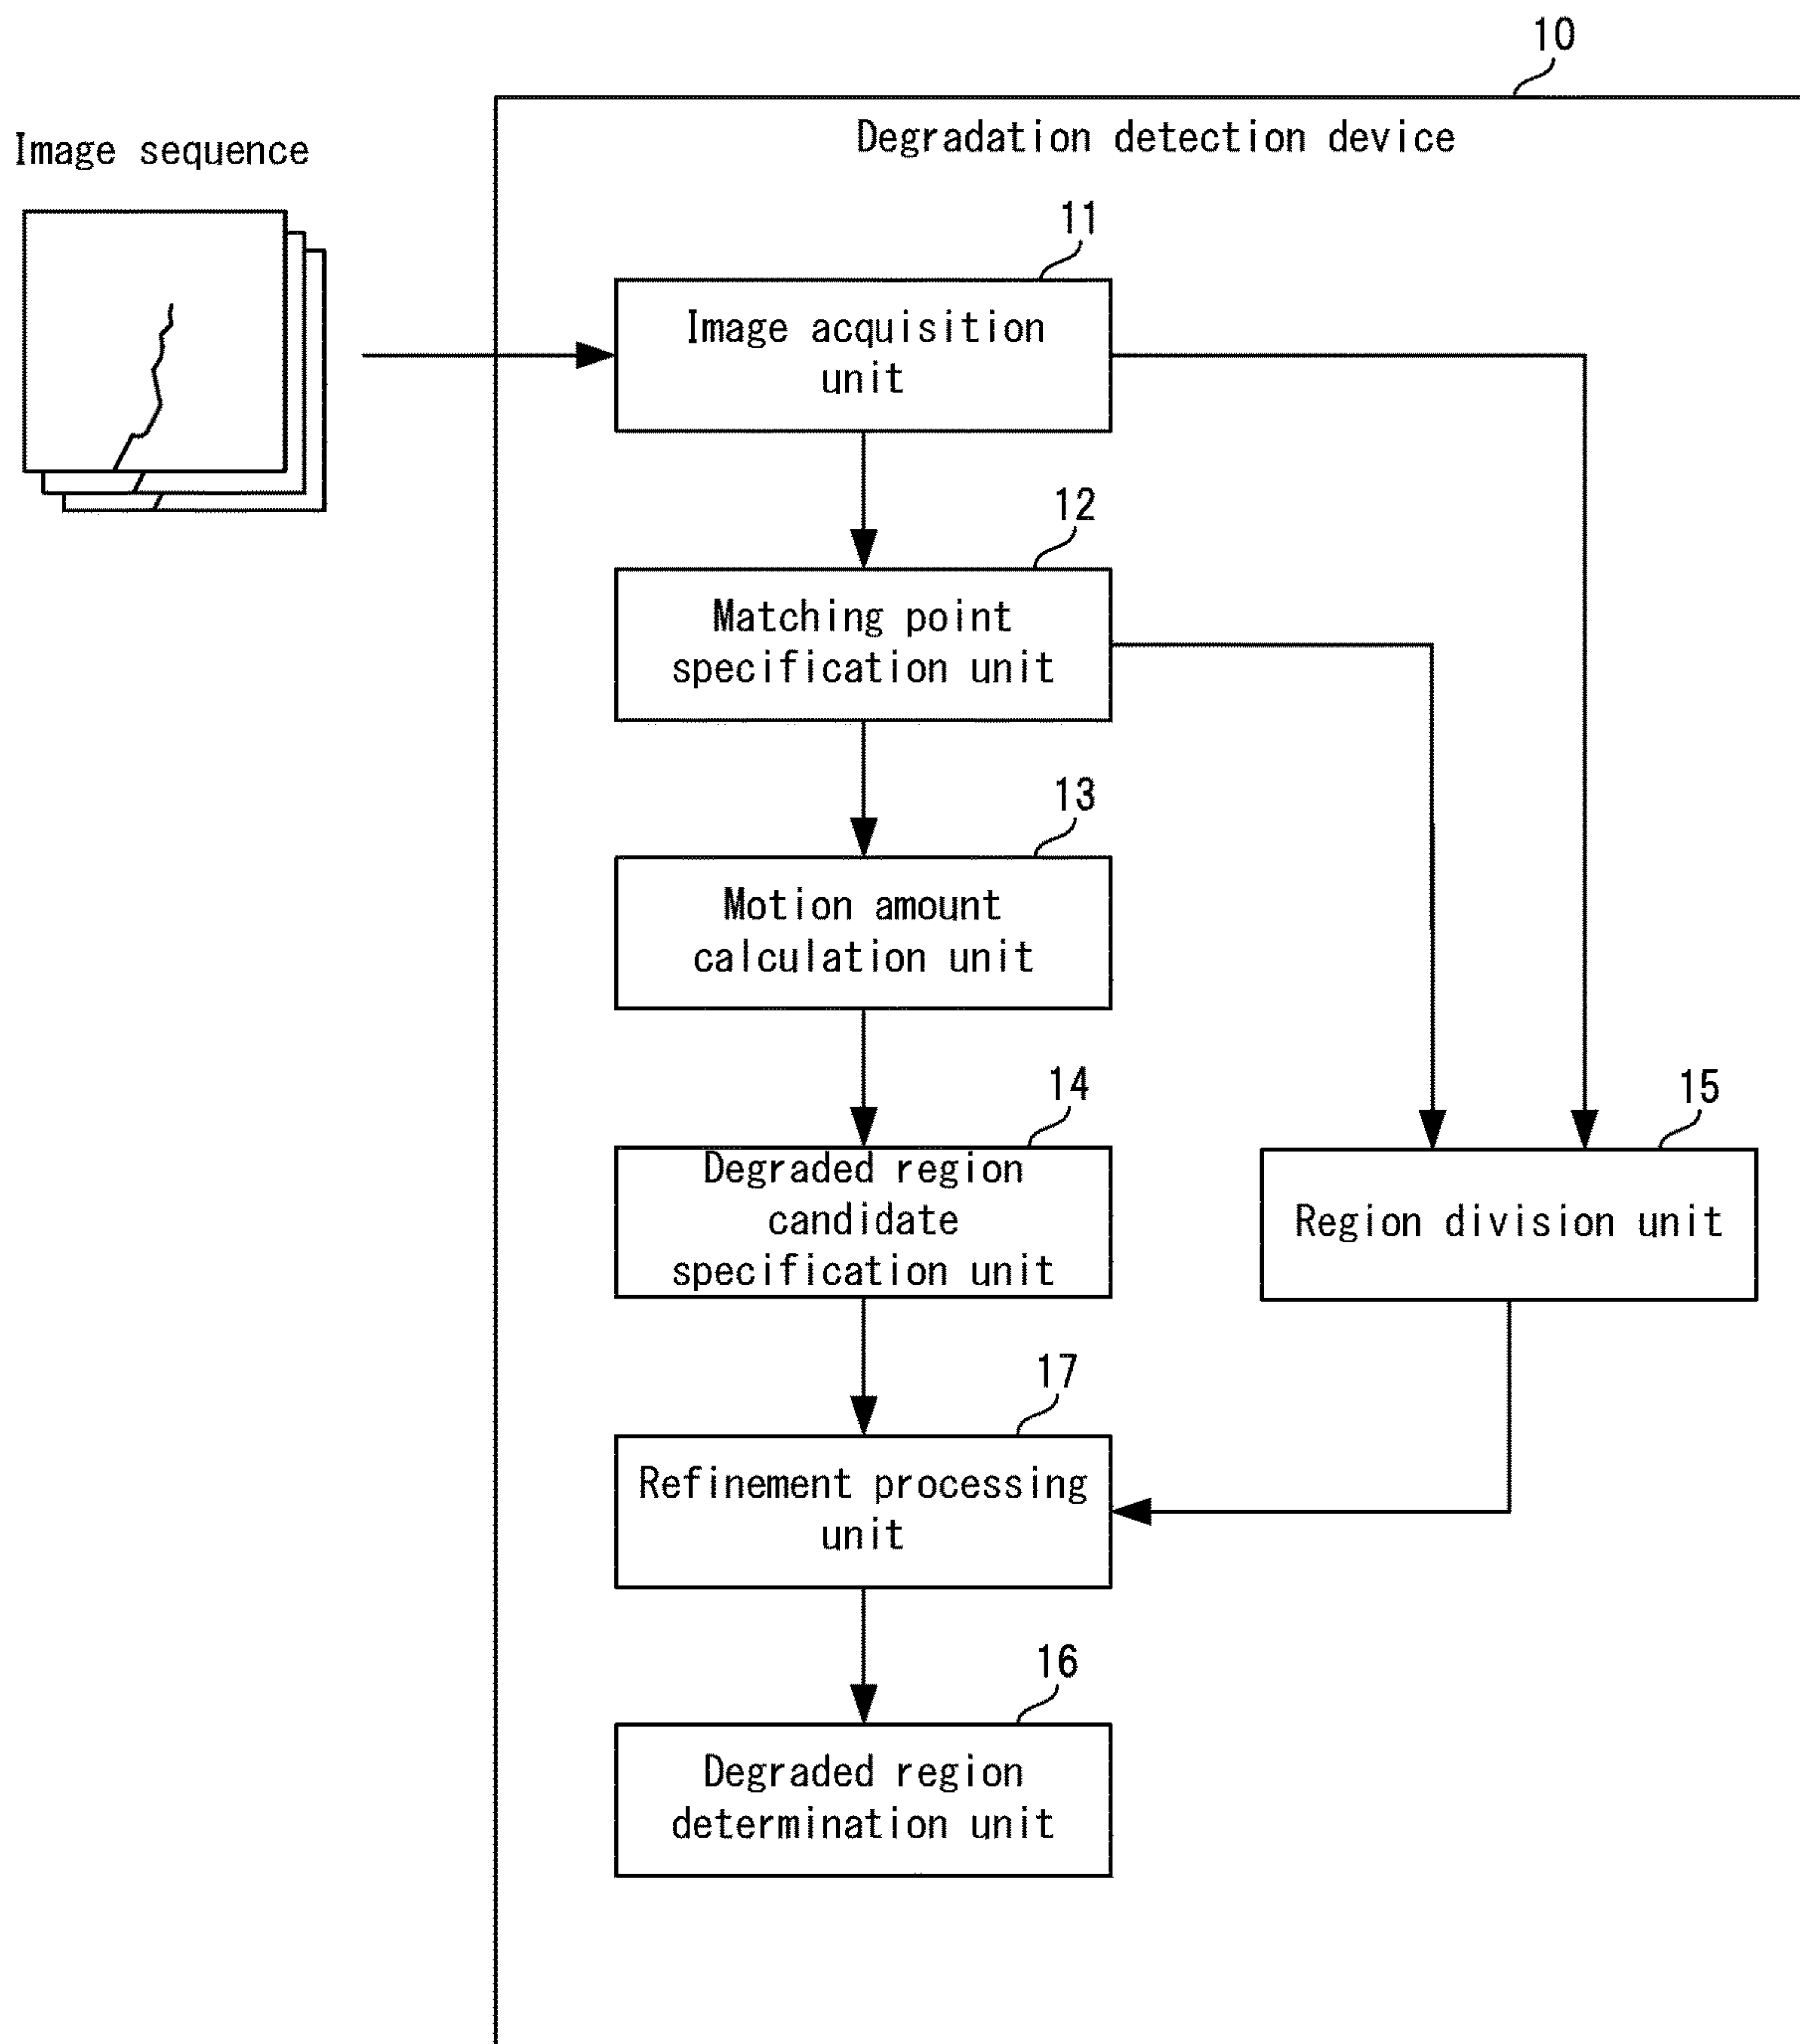 10
Degradation detection device
Image sequence
11
Image acquisition
unit
12
Matching point
specification unit
13
Motion amount
calculation unit
14
Degraded region
candidate
specification unit
15
Region division unit
17
Refinement processing
unit
16
Degraded region
determination unit